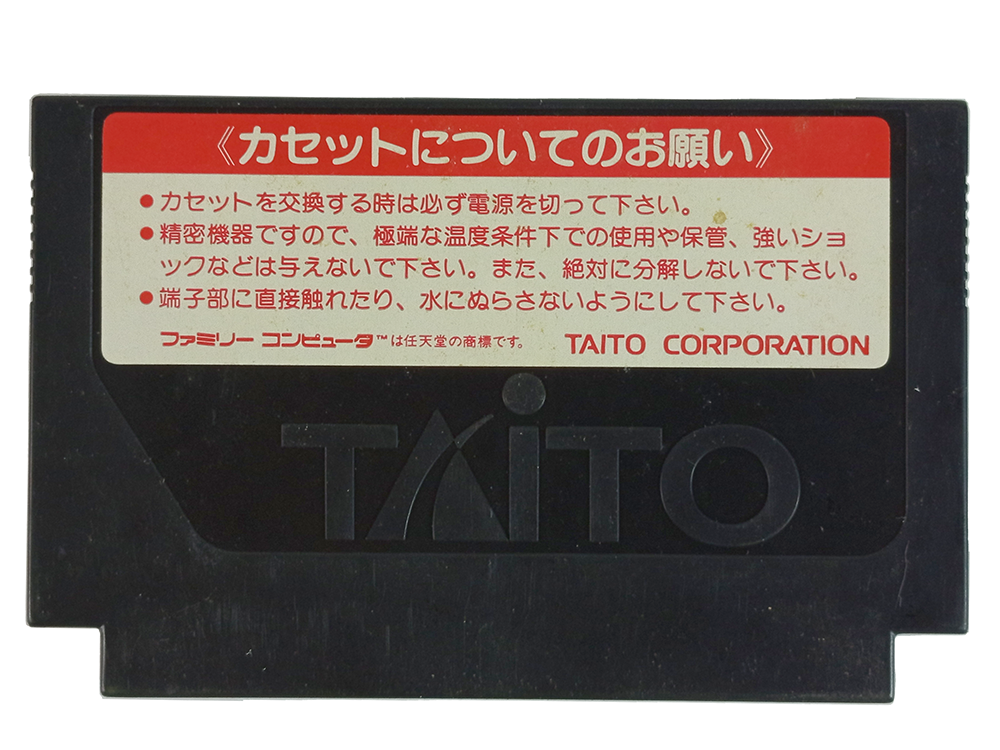 《カセットについてのお願い》
●カセットを交換する時は必ず電源を切って下さい。
●精密機器ですので、極端な温度条件下での使用や保管、強いショ
ックなどは与えないで下さい。また、絶対に分解しないで下さい。
●端子部に直接触れたり、水にぬらさないようにして下さい。
ファミリーコンピュータ™は任天堂の商標です。 TAITO CORPORATION
TAiTO